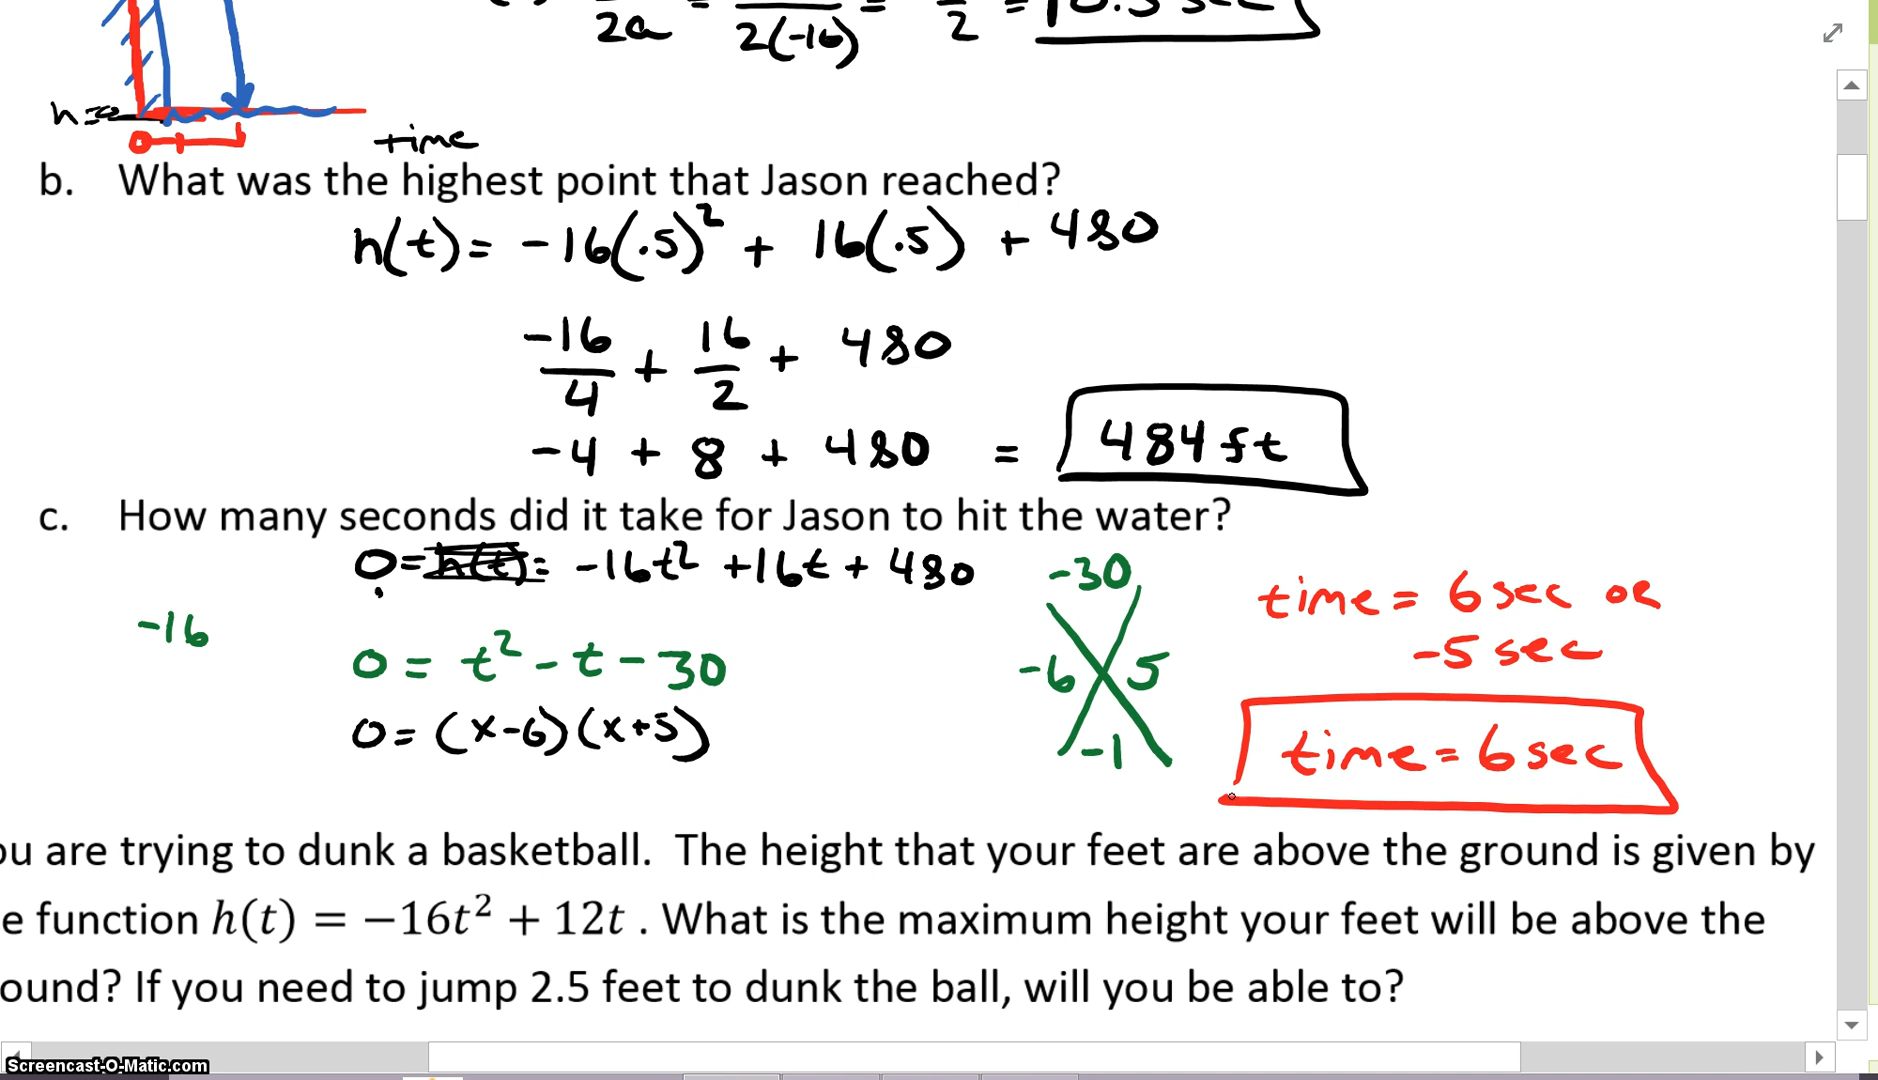 2a = 2(-16) = 2 =
h=0
time
b. What was the highest point that Jason reached?
h(t)= -16(.5)² + 16(.5) + 480
-16/4 + 16/2 + 480
-4 + 8 + 480 = 484 ft
c. How many seconds did it take for Jason to hit the water?
0= h(t)= -16t² +16t + 480
-30
time = 6 sec or
-16
0 = t² - t - 30
-6 5
-5 sec
0= (x-6)(x+5)
-1
time = 6 sec
ou are trying to dunk a basketball. The height that your feet are above the ground is given by
e function h(t) = −16t² + 12t . What is the maximum height your feet will be above the
ound? If you need to jump 2.5 feet to dunk the ball, will you be able to?
Screencast-O-Matic.com